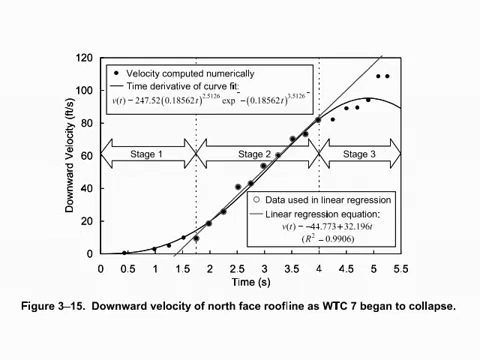 120
100
80
60
40
20
0
Downward Velocity (ft/s)
Velocity computed numerically
Time derivative of curve fit:
v(t) = 247.52(0.18562t)^2.5126 exp[-(0.18562t)^3.5126]
Stage 1
Stage 2
Stage 3
Data used in linear regression
Linear regression equation:
v(t) = -44.773+32.196t
(R² = 0.9906)
0 0.5 1 1.5 2 2.5 3 3.5 4 4.5 5 5.5
Time (s)
Figure 3–15. Downward velocity of north face roofline as WTC 7 began to collapse.